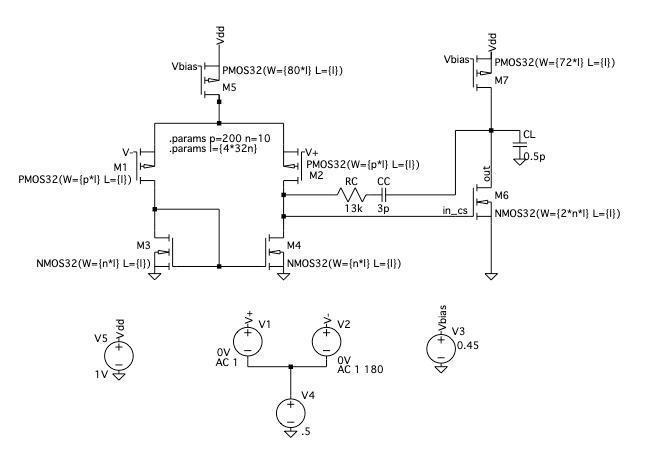 Vdd
Vbias
PMOS32(W={80*l} L={l})
M5
Vdd
Vbias
PMOS32(W={72*l} L={l})
M7
.params p=200 n=10
.params l={4*32n}
V-
M1
PMOS32(W={p*l} L={l})
V+
PMOS32(W={p*l} L={l})
M2
CL
0.5p
RC
13k
CC
3p
out
in_cs
M6
NMOS32(W={2*n*l} L={l})
M3
NMOS32(W={n*l} L={l})
M4
NMOS32(W={n*l} L={l})
V5
Vdd
1V
V+
V1
0V
AC 1
V-
V2
0V
AC 1 180
Vbias
V3
0.45
V4
.5